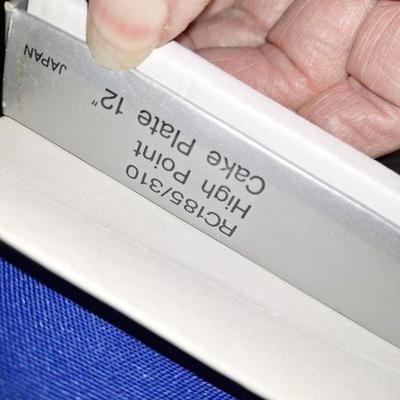 RC185/310
High Point
Cake Plate 12"
JAPAN